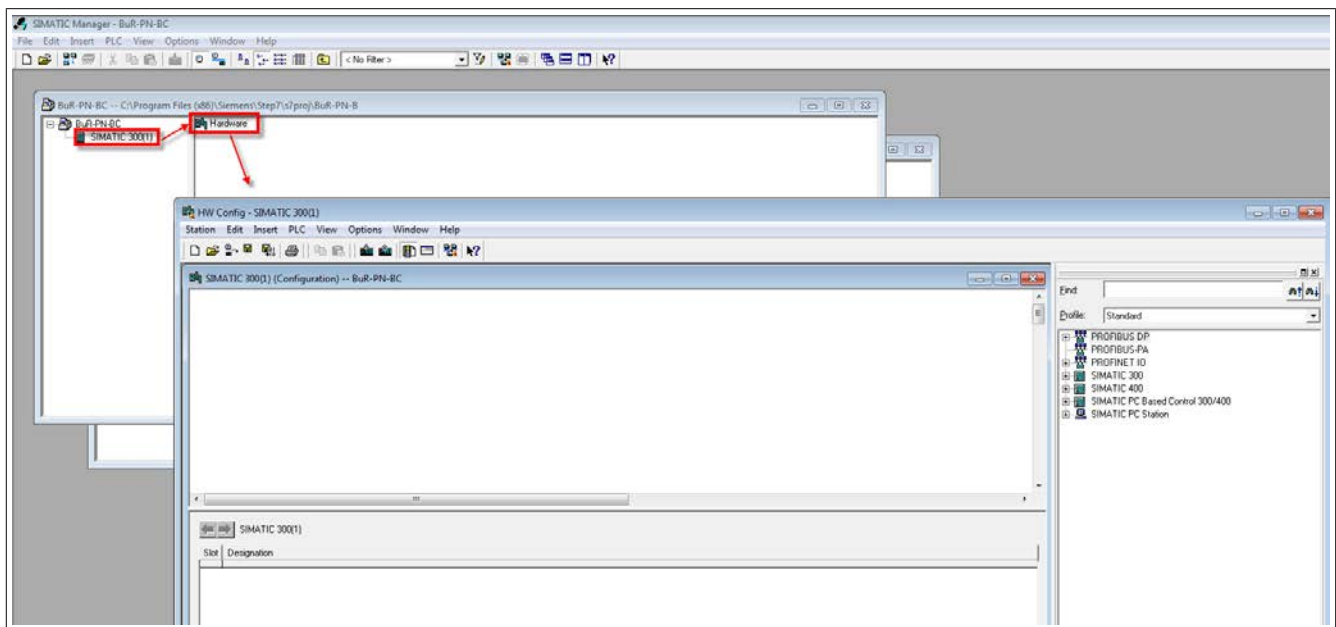 SIMATIC Manager - BuR-PN-BC
File Edit Insert PLC View Options Window Help
< No Filter >
BuR-PN-BC -- C:\Program Files (x86)\Siemens\Step7\s7proj\BuR-PN-B
BuR-PN-BC
Hardware
SIMATIC 300(1)
HW Config - SIMATIC 300(1)
Station Edit Insert PLC View Options Window Help
SIMATIC 300(1) (Configuration) -- BuR-PN-BC
Find:
Profile: Standard
PROFIBUS DP
PROFIBUS-PA
PROFINET IO
SIMATIC 300
SIMATIC 400
SIMATIC PC Based Control 300/400
SIMATIC PC Station
SIMATIC 300(1)
Slot Designation